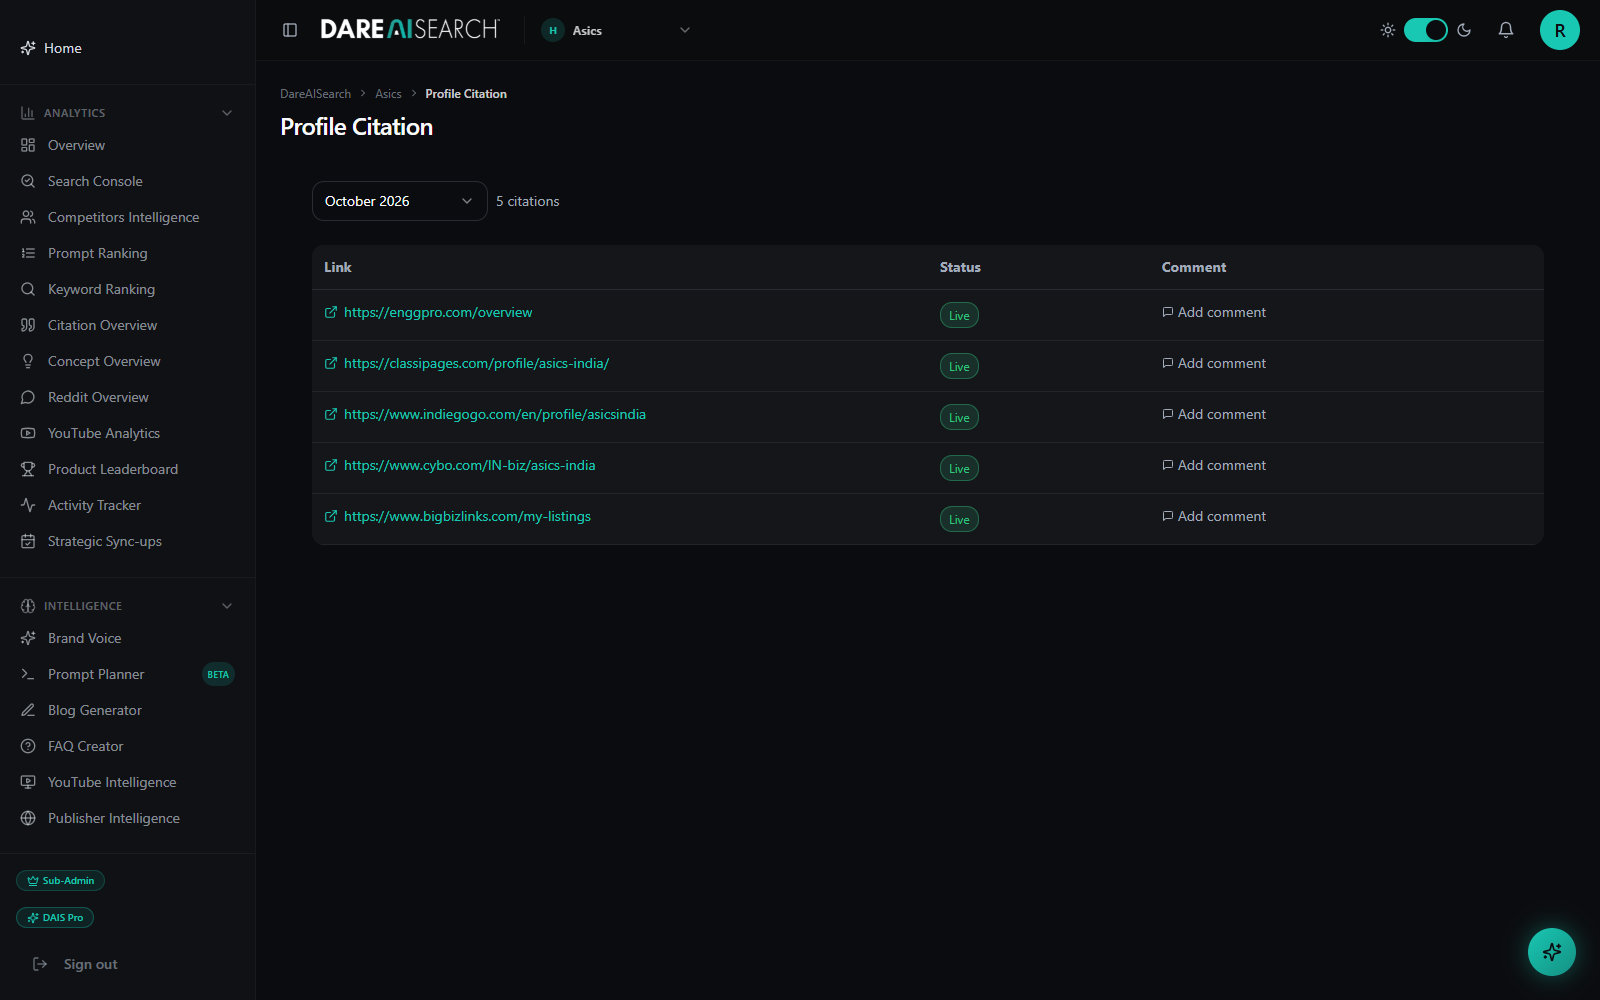 Home
DARE AI SEARCH
H Asics
R
ANALYTICS
Overview
Search Console
Competitors Intelligence
Prompt Ranking
Keyword Ranking
Citation Overview
Concept Overview
Reddit Overview
YouTube Analytics
Product Leaderboard
Activity Tracker
Strategic Sync-ups
INTELLIGENCE
Brand Voice
Prompt Planner BETA
Blog Generator
FAQ Creator
YouTube Intelligence
Publisher Intelligence
Sub-Admin
DAIS Pro
Sign out
DareAISearch > Asics > Profile Citation
Profile Citation
October 2026 5 citations
Link Status Comment
https://enggpro.com/overview Live Add comment
https://classipages.com/profile/asics-india/ Live Add comment
https://www.indiegogo.com/en/profile/asicsindia Live Add comment
https://www.cybo.com/IN-biz/asics-india Live Add comment
https://www.bigbizlinks.com/my-listings Live Add comment